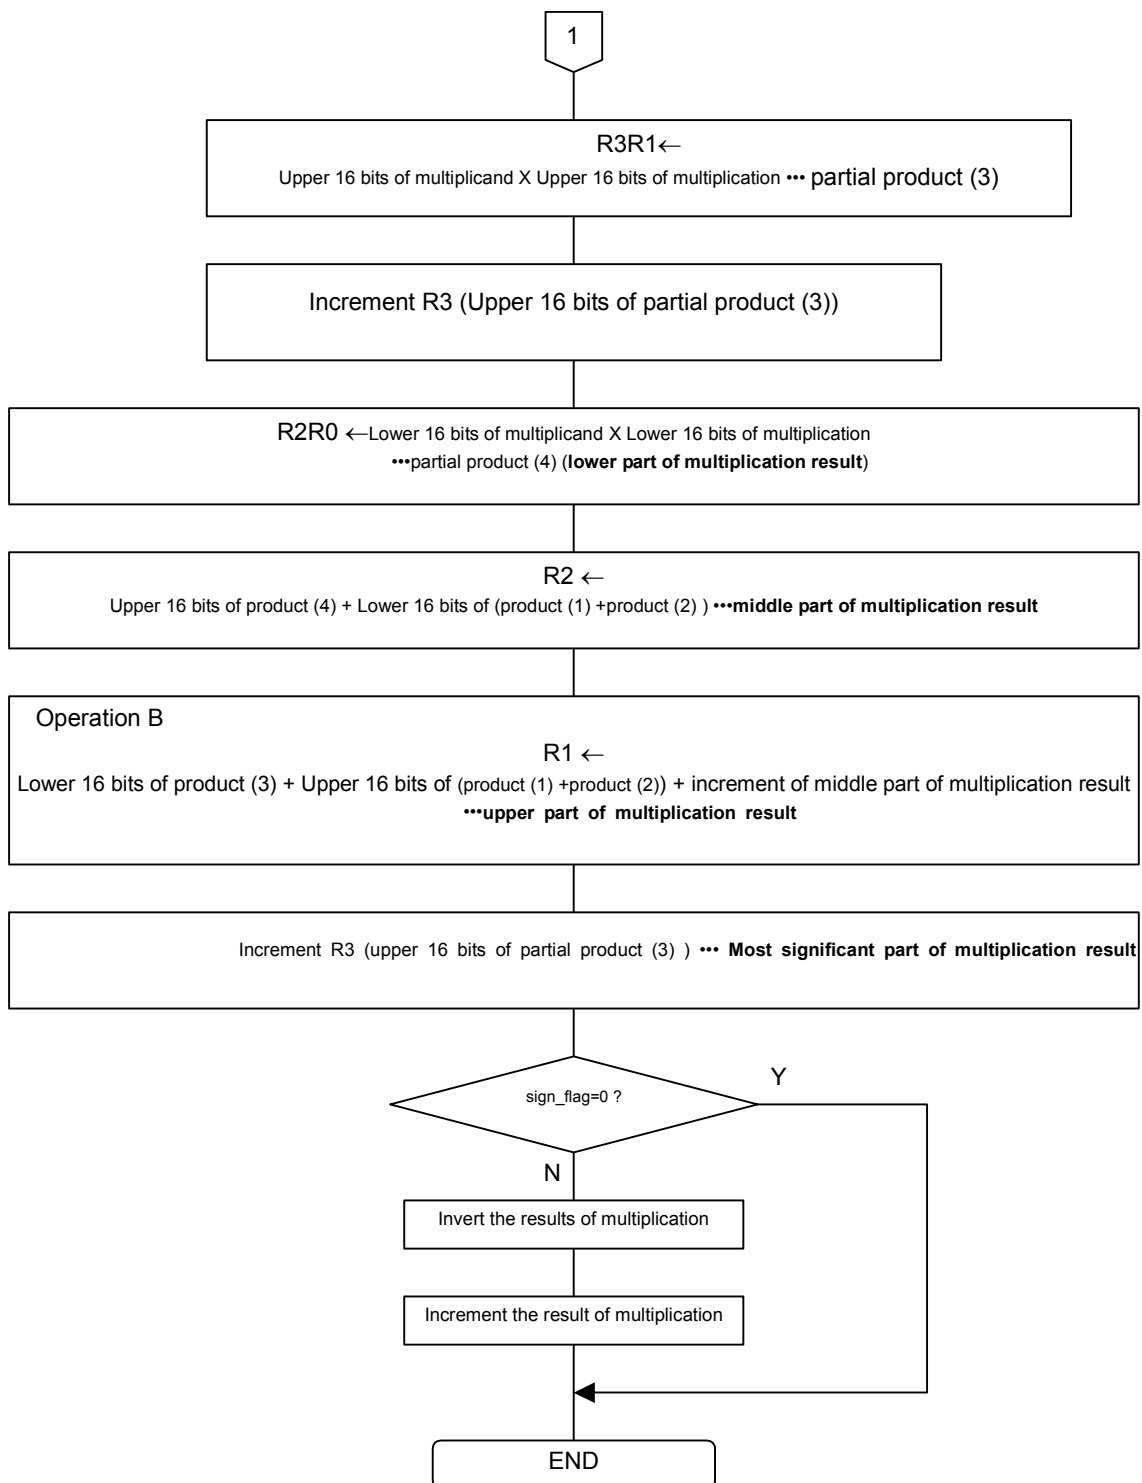 1
R3R1←
Upper 16 bits of multiplicand X Upper 16 bits of multiplication ••• partial product (3)
Increment R3 (Upper 16 bits of partial product (3))
R2R0 ←Lower 16 bits of multiplicand X Lower 16 bits of multiplication
•••partial product (4) (lower part of multiplication result)
R2 ←
Upper 16 bits of product (4) + Lower 16 bits of (product (1) +product (2) ) •••middle part of multiplication result
Operation B
R1 ←
Lower 16 bits of product (3) + Upper 16 bits of (product (1) +product (2)) + increment of middle part of multiplication result
•••upper part of multiplication result
Increment R3 (upper 16 bits of partial product (3) ) ••• Most significant part of multiplication result
sign_flag=0 ?
Y
N
Invert the results of multiplication
Increment the result of multiplication
END